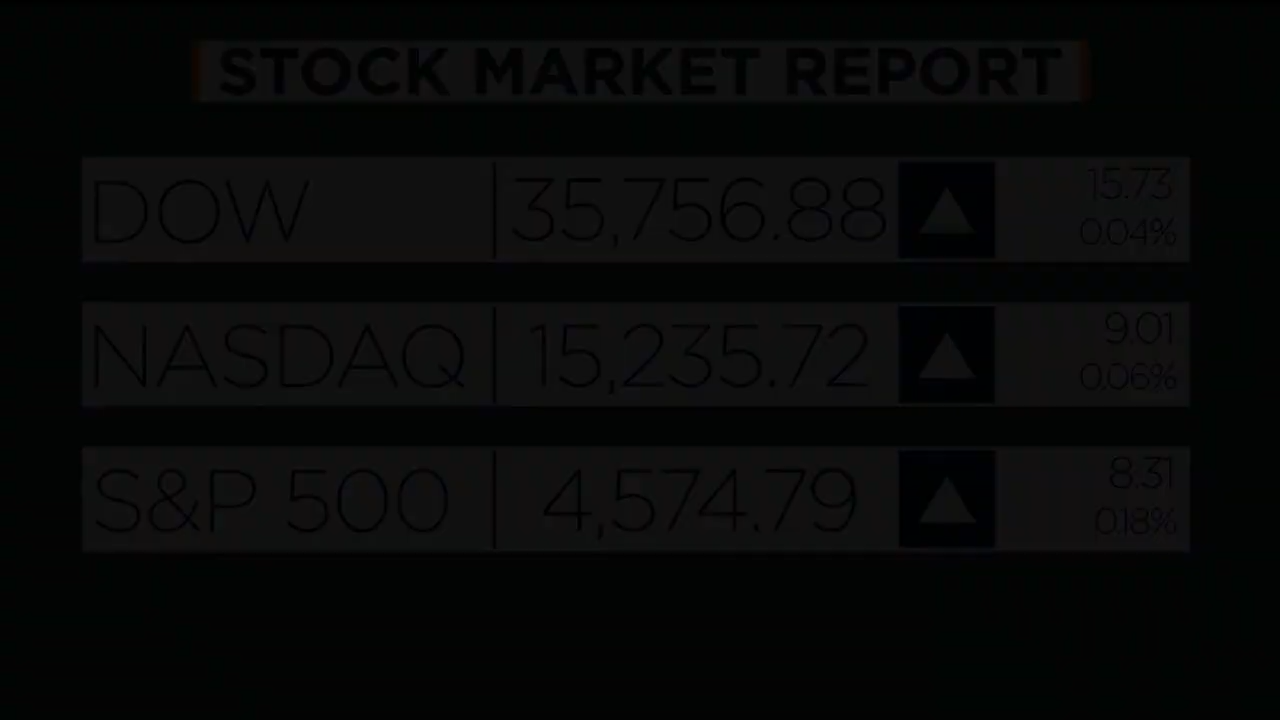 STOCK MARKET REPORT
DOW 35,756.88 ▲ 15.73
0.04%
NASDAQ 15,235.72 ▲ 9.01
0.06%
S&P 500 4,574.79 ▲ 8.31
0.18%